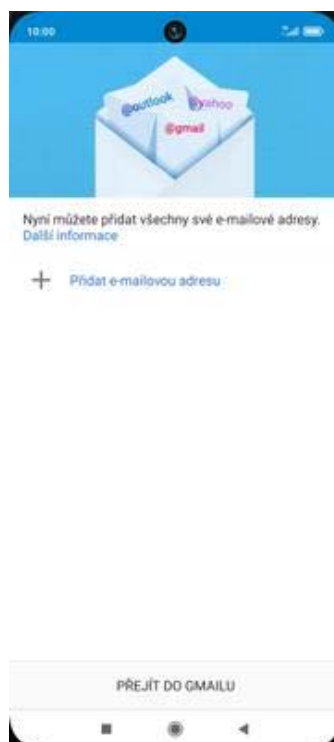 10:00
@outlook
@yahoo
@gmail
Nyní můžete přidat všechny své e-mailové adresy.
Další informace
Přidat e-mailovou adresu
PŘEJÍT DO GMAILU